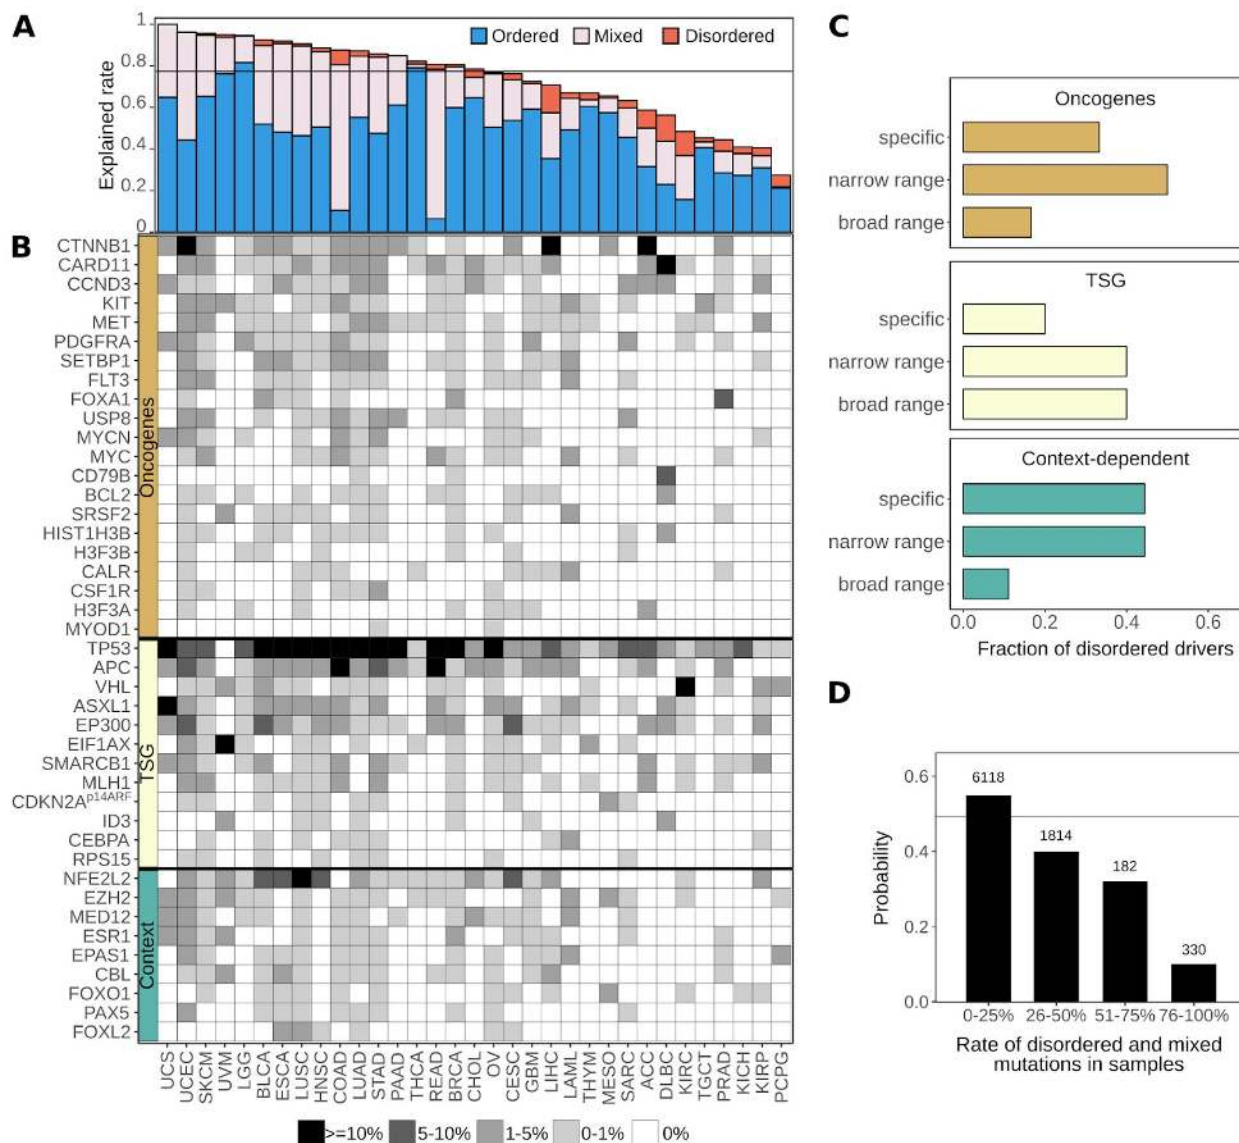 A
1
0.8
0.6
0.4
0.2
0
Explained rate
Ordered
Mixed
Disordered
B
CTNNB1
CARD11
CCND3
KIT
MET
PDGFRA
SETBP1
FLT3
FOXA1
USP8
MYCN
MYC
CD79B
BCL2
SRSF2
HIST1H3B
H3F3B
CALR
CSF1R
H3F3A
MYOD1
Oncogenes
TP53
APC
VHL
ASXL1
EP300
EIF1AX
SMARCB1
MLH1
CDKN2Ap14ARF
ID3
CEBPA
RPS15
TSG
NFE2L2
EZH2
MED12
ESR1
EPAS1
CBL
FOXO1
PAX5
FOXL2
Context
UCS
UCEC
SKCM
UVM
LGG
BLCA
ESCA
LUSC
HNSC
COAD
LUAD
STAD
PAAD
THCA
READ
BRCA
CHOL
OV
CESC
GBM
LIHC
LAML
THYM
MESO
SARC
ACC
DLBC
KIRC
TGCT
PRAD
KICH
KIRP
PCPG
>=10%
5-10%
1-5%
0-1%
0%
C
Oncogenes
specific
narrow range
broad range
TSG
specific
narrow range
broad range
Context-dependent
specific
narrow range
broad range
0.0 0.2 0.4 0.6
Fraction of disordered drivers
D
0.6
0.4
0.2
0.0
Probability
6118
1814
182
330
0-25% 26-50% 51-75% 76-100%
Rate of disordered and mixed
mutations in samples